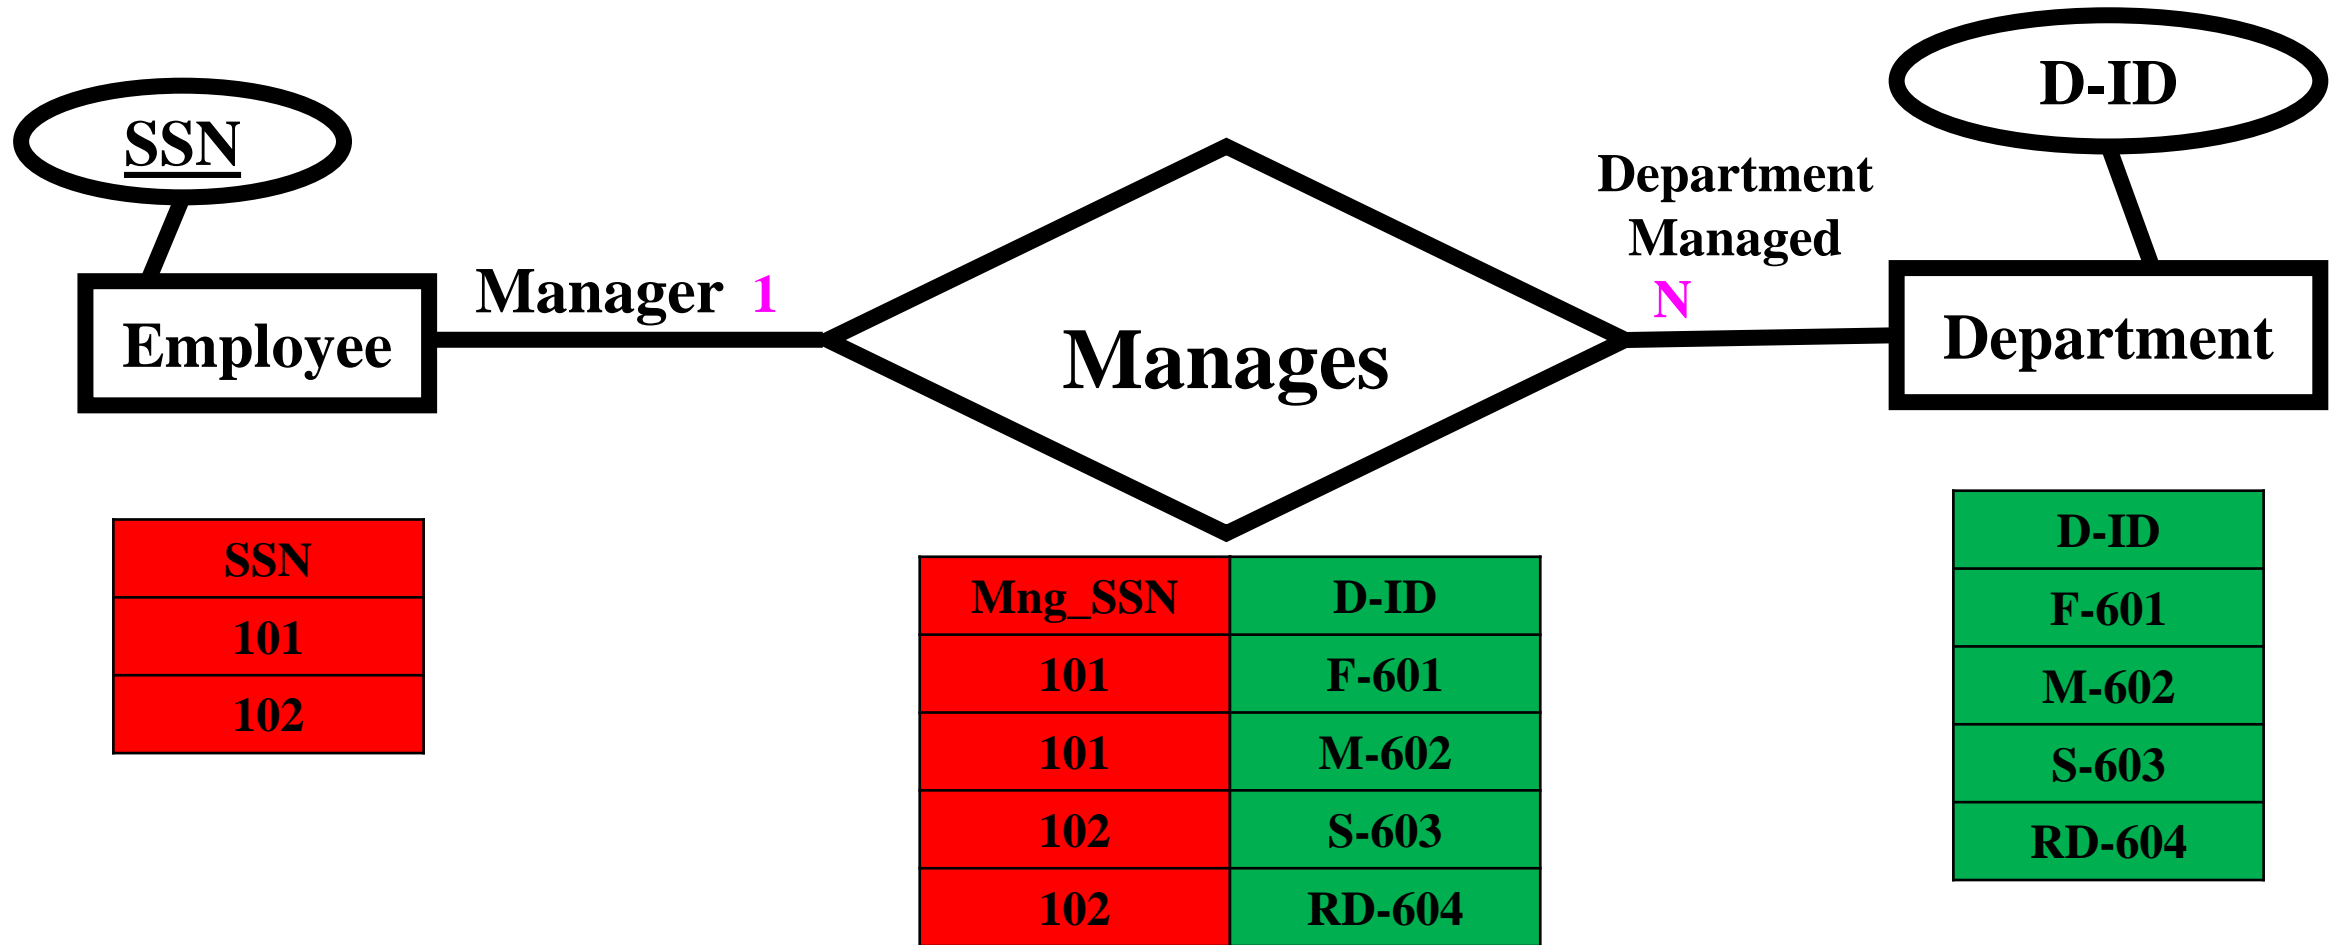 SSN
D-ID
Employee
Manager 1
Manages
Department
Managed
N
Department
SSN
101
102
Mng_SSN D-ID
101 F-601
101 M-602
102 S-603
102 RD-604
D-ID
F-601
M-602
S-603
RD-604